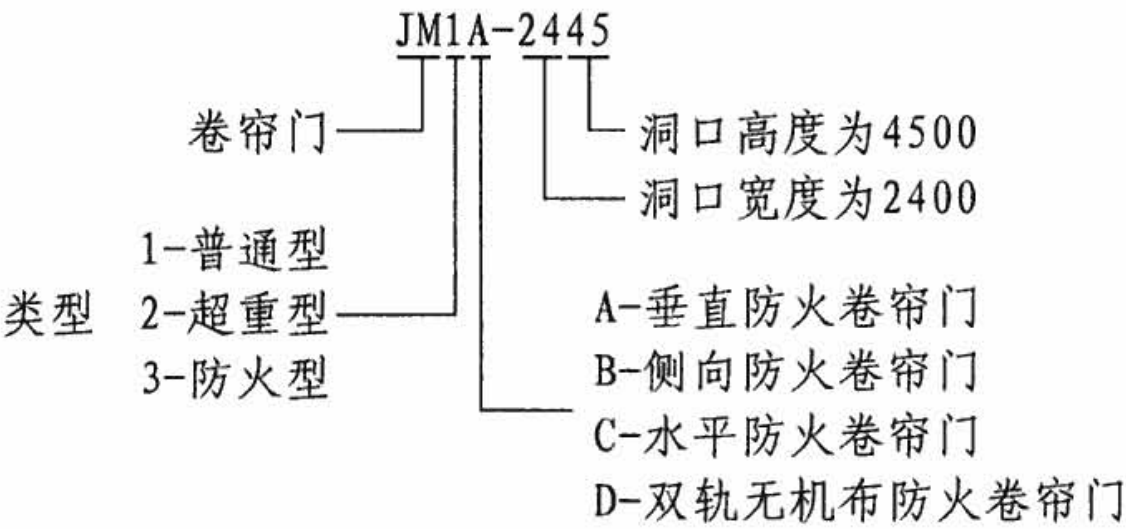 JM1A-2445
卷帘门
洞口高度为4500
洞口宽度为2400
类型
1-普通型
2-超重型
3-防火型
A-垂直防火卷帘门
B-侧向防火卷帘门
C-水平防火卷帘门
D-双轨无机布防火卷帘门